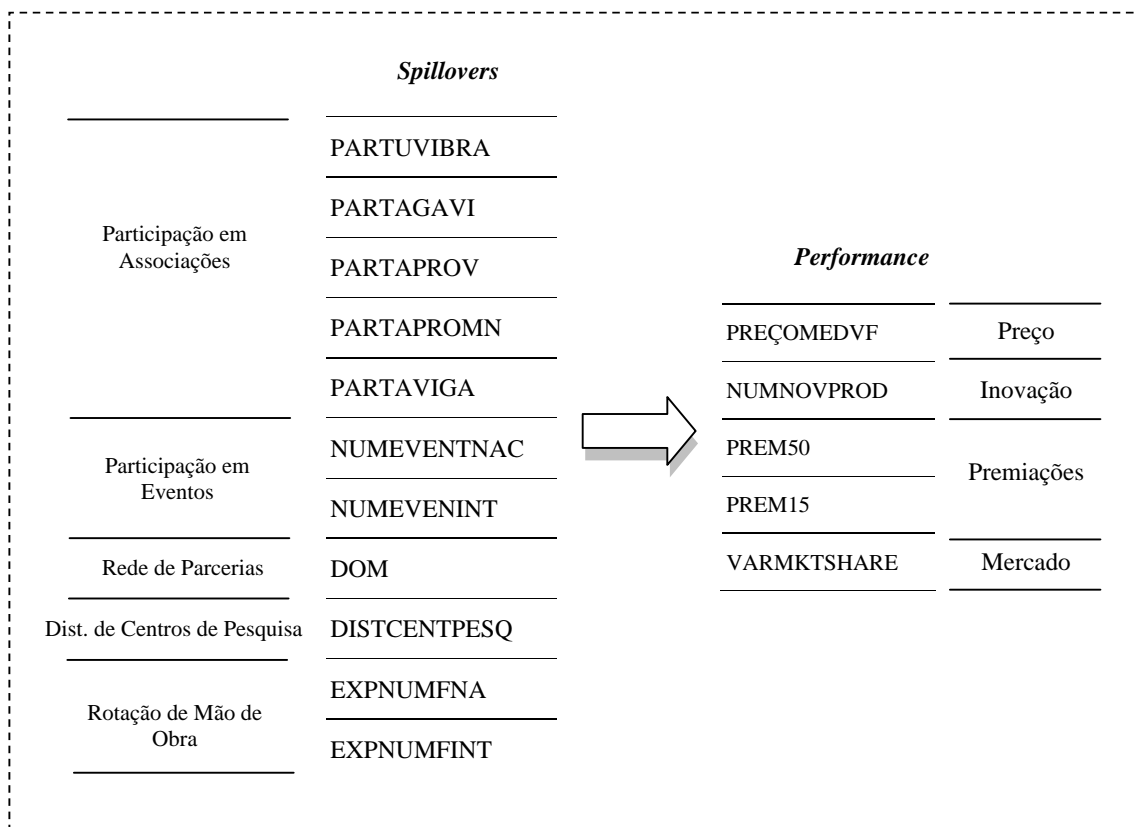 Spillovers
Participação em
Associações
PARTUVIBRA
PARTAGAVI
PARTAPROV
PARTAPROMN
PARTAVIGA
Participação em
Eventos
NUMEVENTNAC
NUMEVENINT
Rede de Parcerias
DOM
Dist. de Centros de Pesquisa
DISTCENTPESQ
Rotação de Mão de
Obra
EXPNUMFNA
EXPNUMFINT
Performance
PREÇOMEDVF
Preço
NUMNOVPROD
Inovação
PREM50
PREM15
Premiações
VARMKTSHARE
Mercado